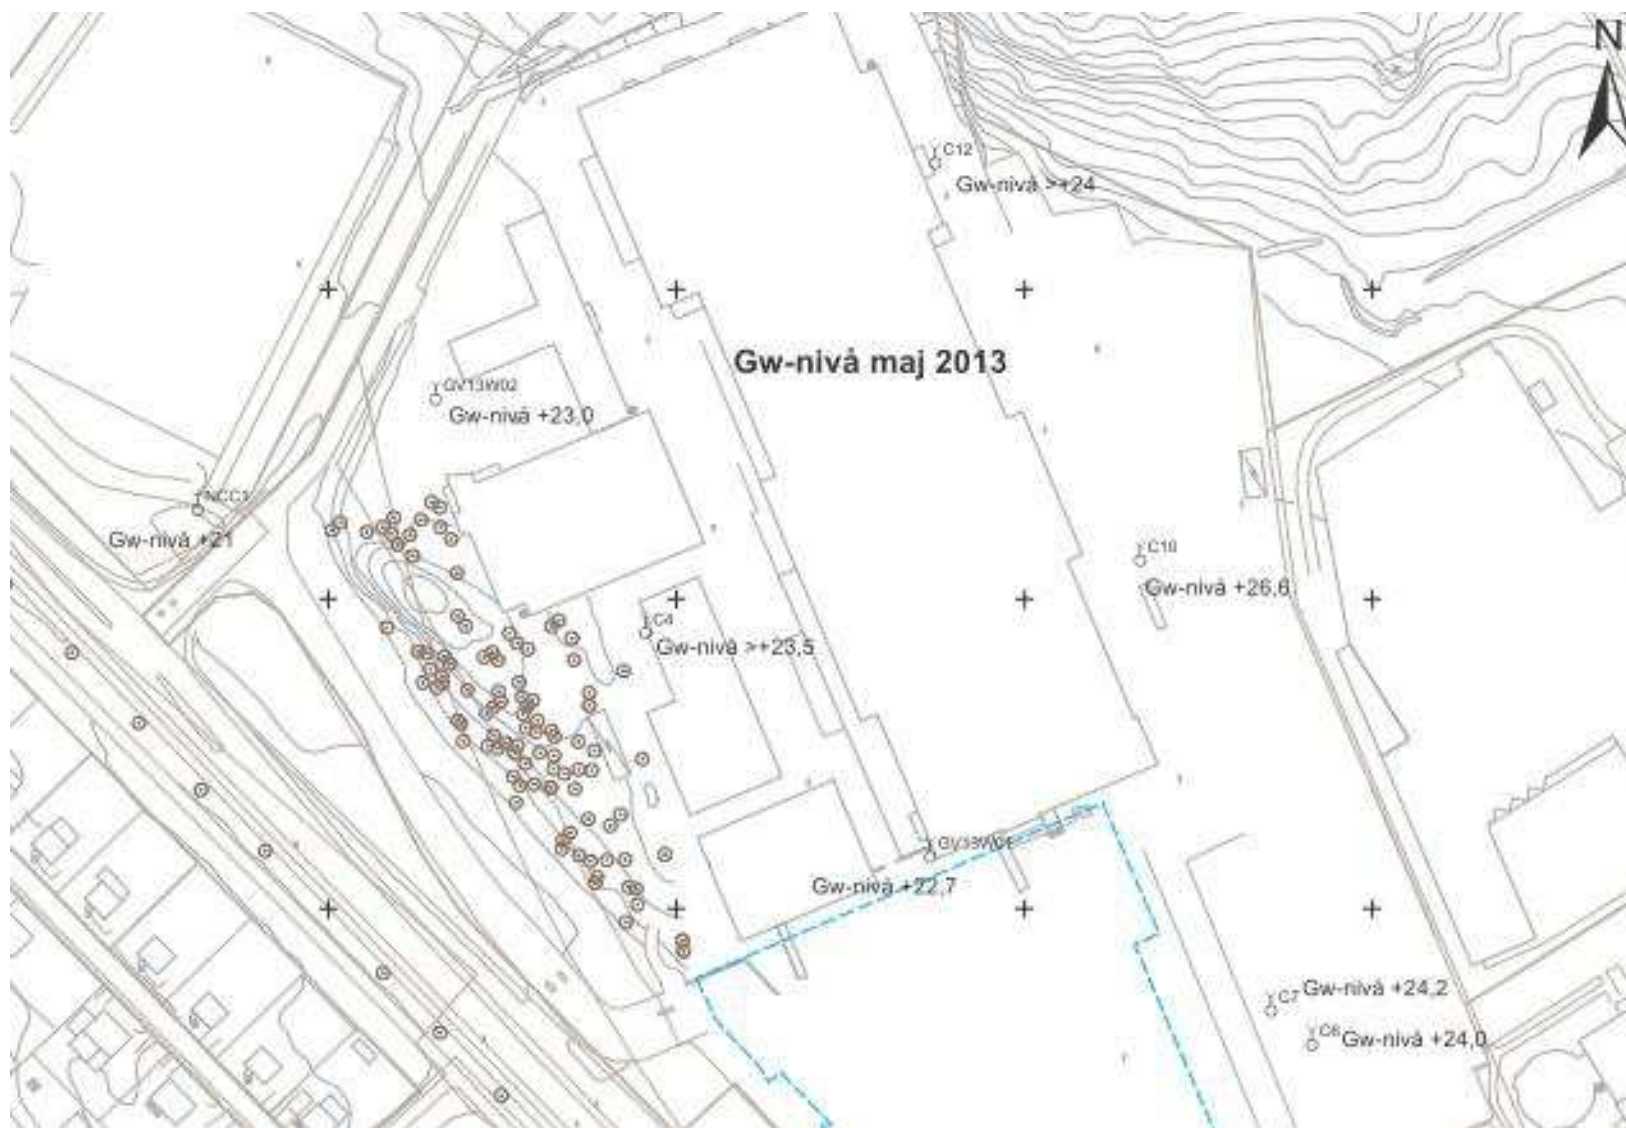 N
C12
Gw-nivå >+24
Gw-nivå maj 2013
GV13W02
Gw-nivå +23,0
NCC1
Gw-nivå +21
C10
Gw-nivå +26,6
C4
Gw-nivå >+23,5
Gw-nivå +22,7
C7 Gw-nivå +24,2
Gw-nivå +24,0